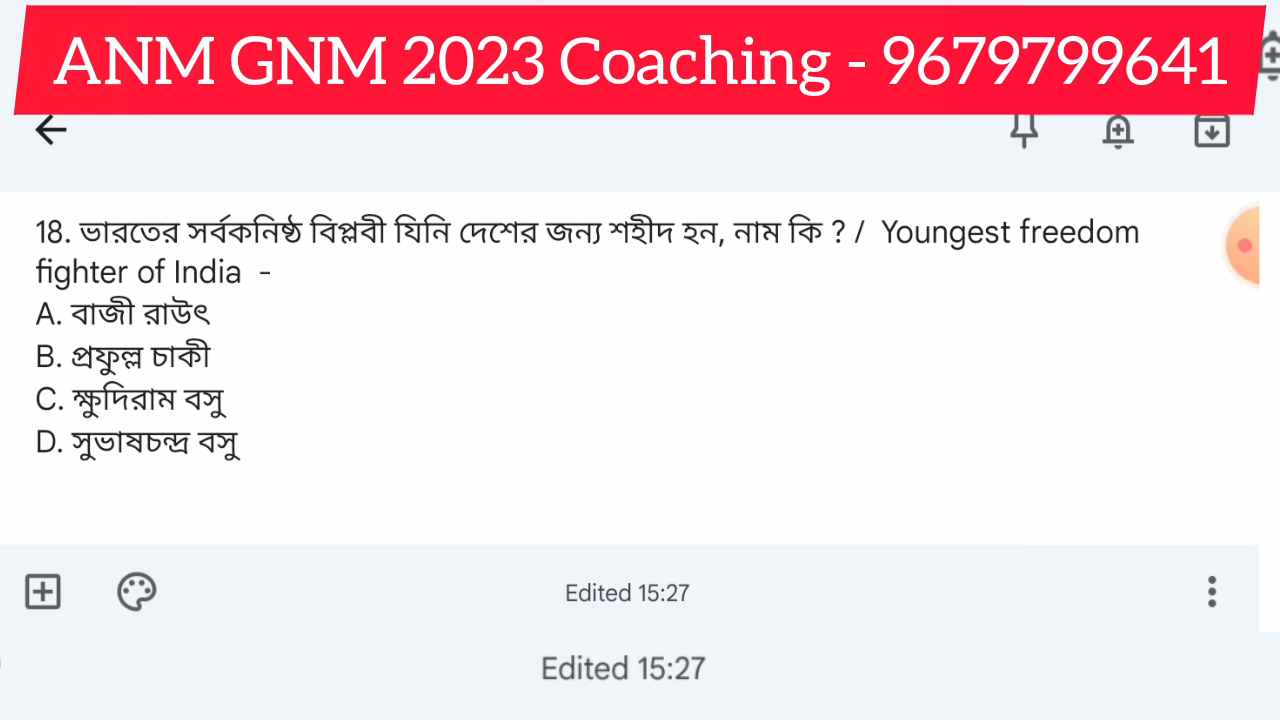 ANM GNM 2023 Coaching - 9679799641
18. ভারতের সর্বকনিষ্ঠ বিপ্লবী যিনি দেশের জন্য শহীদ হন, নাম কি ? / Youngest freedom
fighter of India -
A. বাজী রাউৎ
B. প্রফুল্ল চাকী
C. ক্ষুদিরাম বসু
D. সুভাষচন্দ্র বসু
Edited 15:27
Edited 15:27